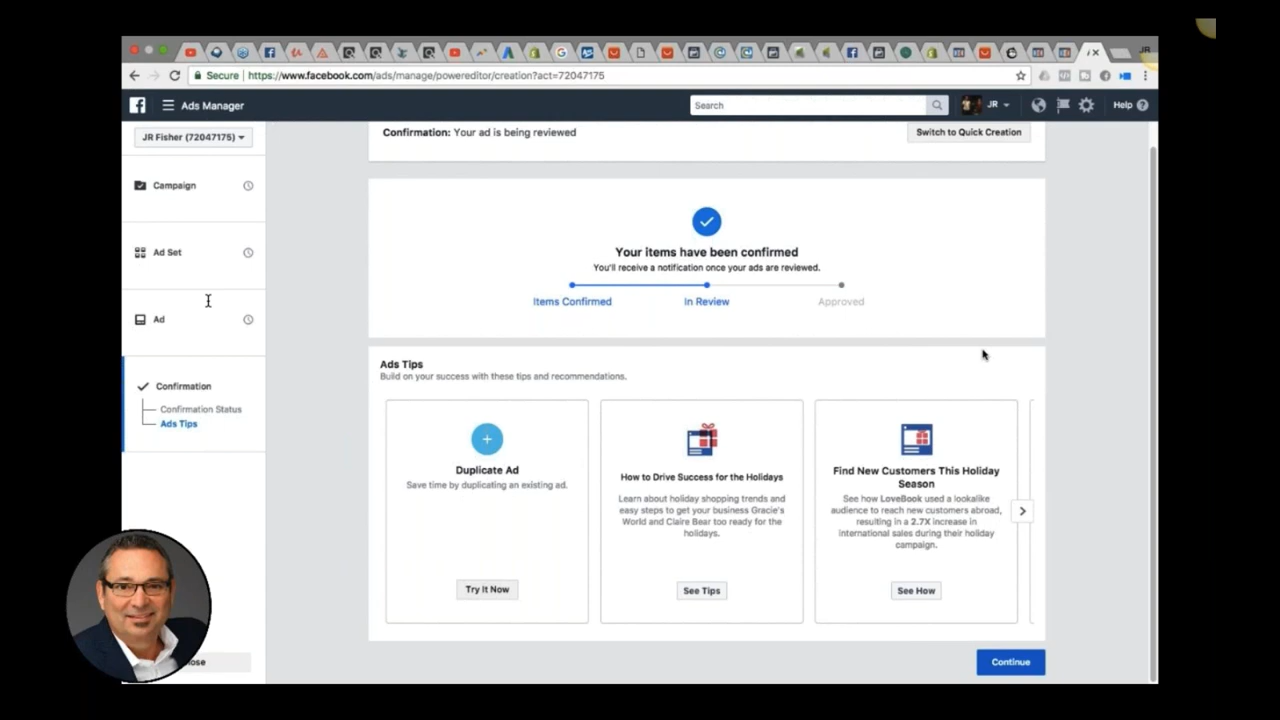 Secure https://www.facebook.com/ads/manage/powereditor/creation?act=72047175
Ads Manager
Search
JR
Help
JR Fisher (72047175)
Campaign
Ad Set
Ad
Confirmation
Confirmation Status
Ads Tips
Confirmation: Your ad is being reviewed
Switch to Quick Creation
Your items have been confirmed
You'll receive a notification once your ads are reviewed.
Items Confirmed
In Review
Approved
Ads Tips
Build on your success with these tips and recommendations.
Duplicate Ad
Save time by duplicating an existing ad.
Try It Now
How to Drive Success for the Holidays
Learn about holiday shopping trends and
easy steps to get your business Gracie's
World and Claire Bear too ready for the
holidays.
See Tips
Find New Customers This Holiday
Season
See how LoveBook used a lookalike
audience to reach new customers abroad,
resulting in a 2.7X increase in
international sales during their holiday
campaign.
See How
Continue